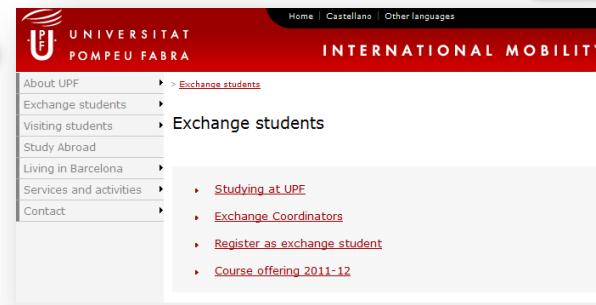 Home | Castellano | Other languages
UPF
UNIVERSITAT
POMPEU FABRA
INTERNATIONAL MOBILITY
About UPF
Exchange students
Visiting students
Study Abroad
Living in Barcelona
Services and activities
Contact
> Exchange students
Exchange students
Studying at UPF
Exchange Coordinators
Register as exchange student
Course offering 2011-12